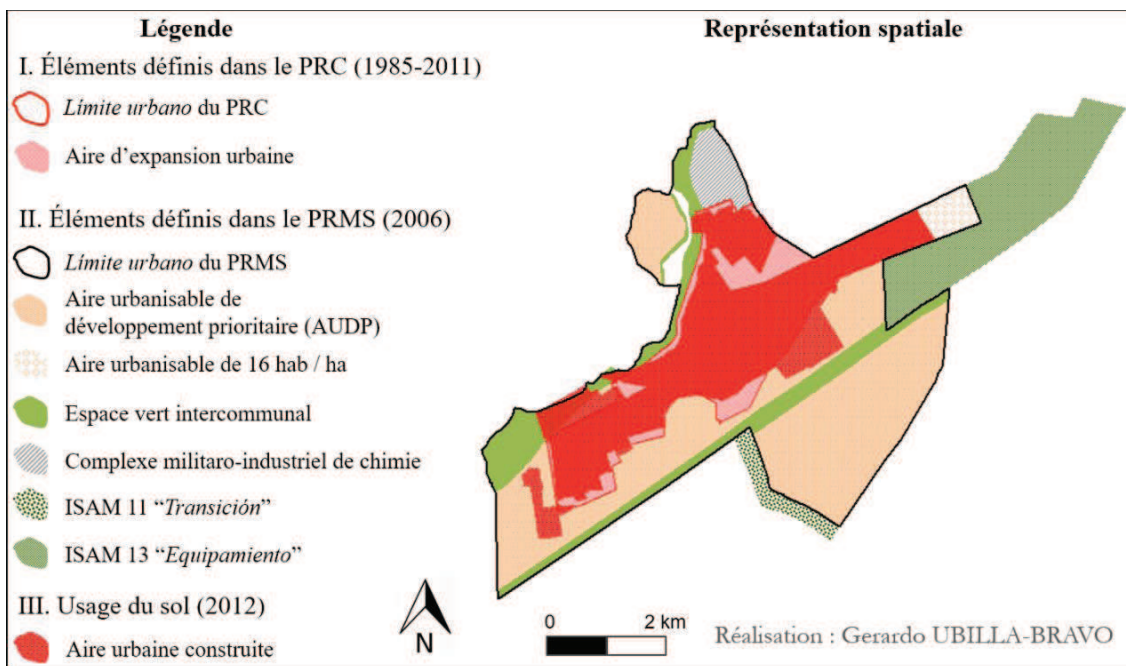 Légende
I. Éléments définis dans le PRC (1985-2011)
Límite urbano du PRC
Aire d’expansion urbaine
II. Éléments définis dans le PRMS (2006)
Límite urbano du PRMS
Aire urbanisable de
développement prioritaire (AUDP)
Aire urbanisable de 16 hab / ha
Espace vert intercommunal
Complexe militaro-industriel de chimie
ISAM 11 “Transición”
ISAM 13 “Equipamiento”
III. Usage du sol (2012)
Aire urbaine construite
Représentation spatiale
N
0 2 km
Réalisation : Gerardo UBILLA-BRAVO